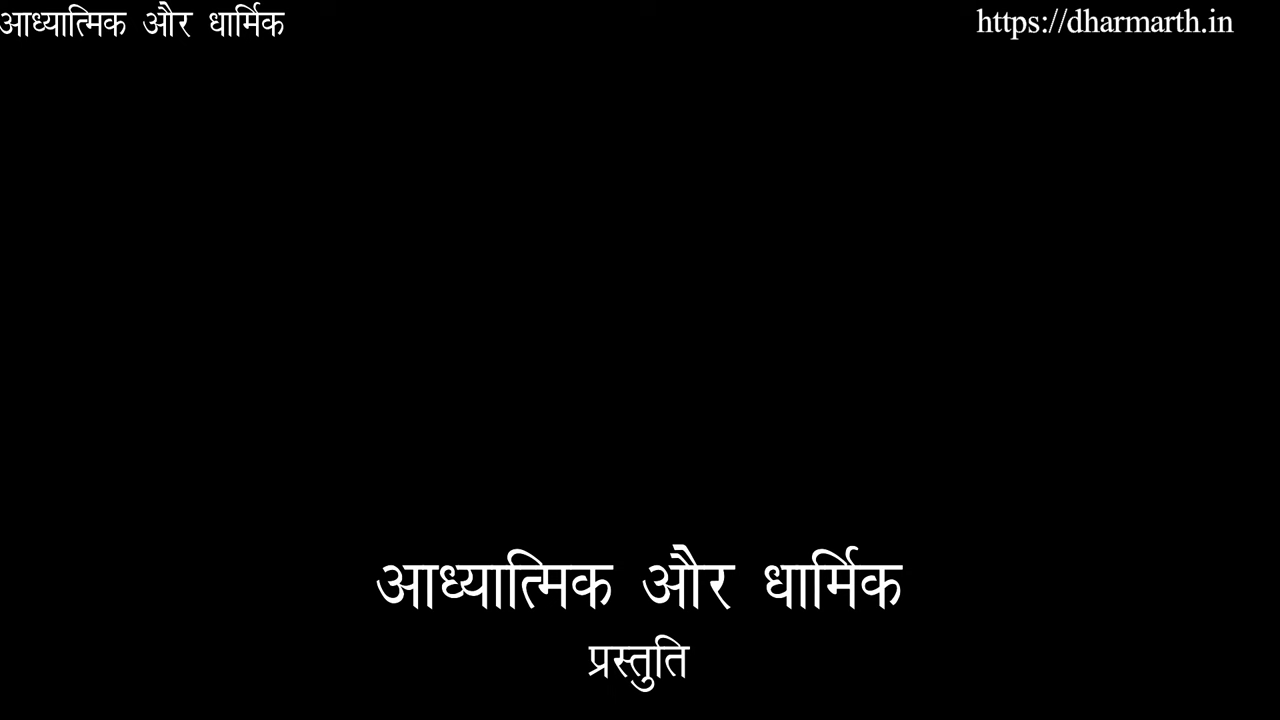 आध्यात्मिक और धार्मिक
https://dharmarth.in
आध्यात्मिक और धार्मिक
प्रस्तुति